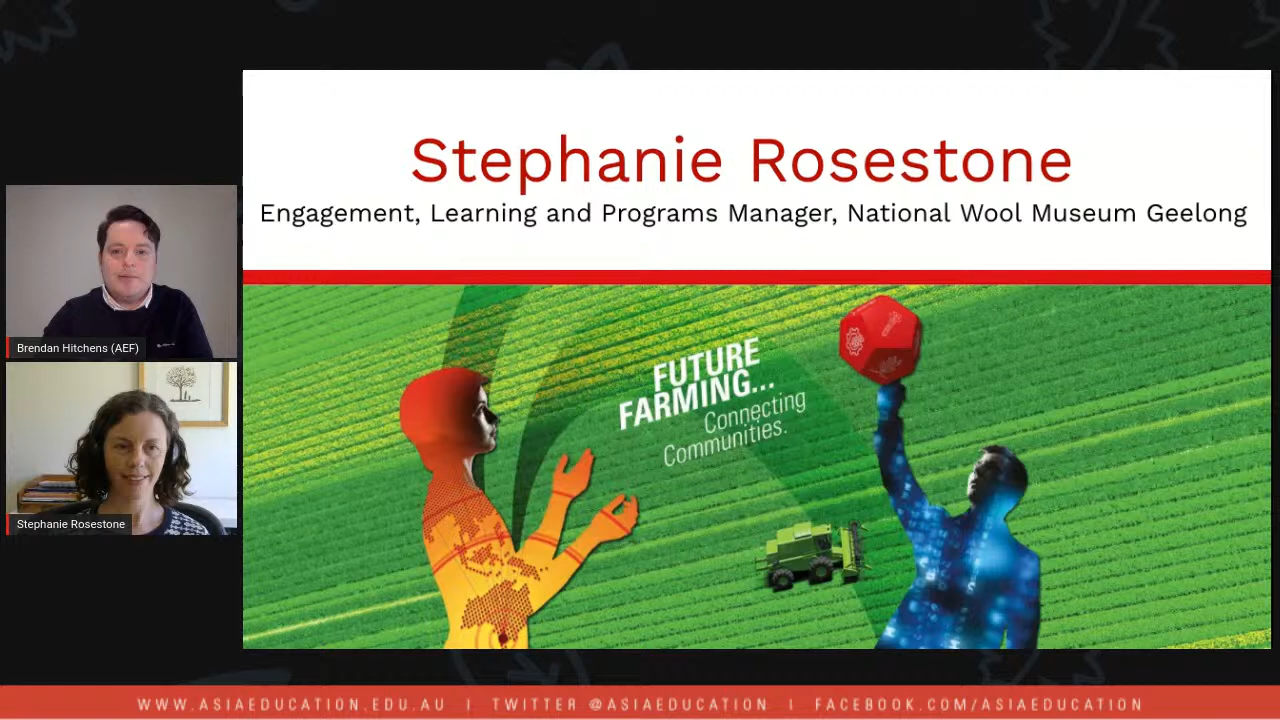 Stephanie Rosestone
Engagement, Learning and Programs Manager, National Wool Museum Geelong
Brendan Hitchens (AEF)
Stephanie Rosestone
FUTURE
FARMING...
Connecting
Communities.
WWW.ASIAEDUCATION.EDU.AU | TWITTER @ASIAEDUCATION | FACEBOOK.COM/ASIAEDUCATION